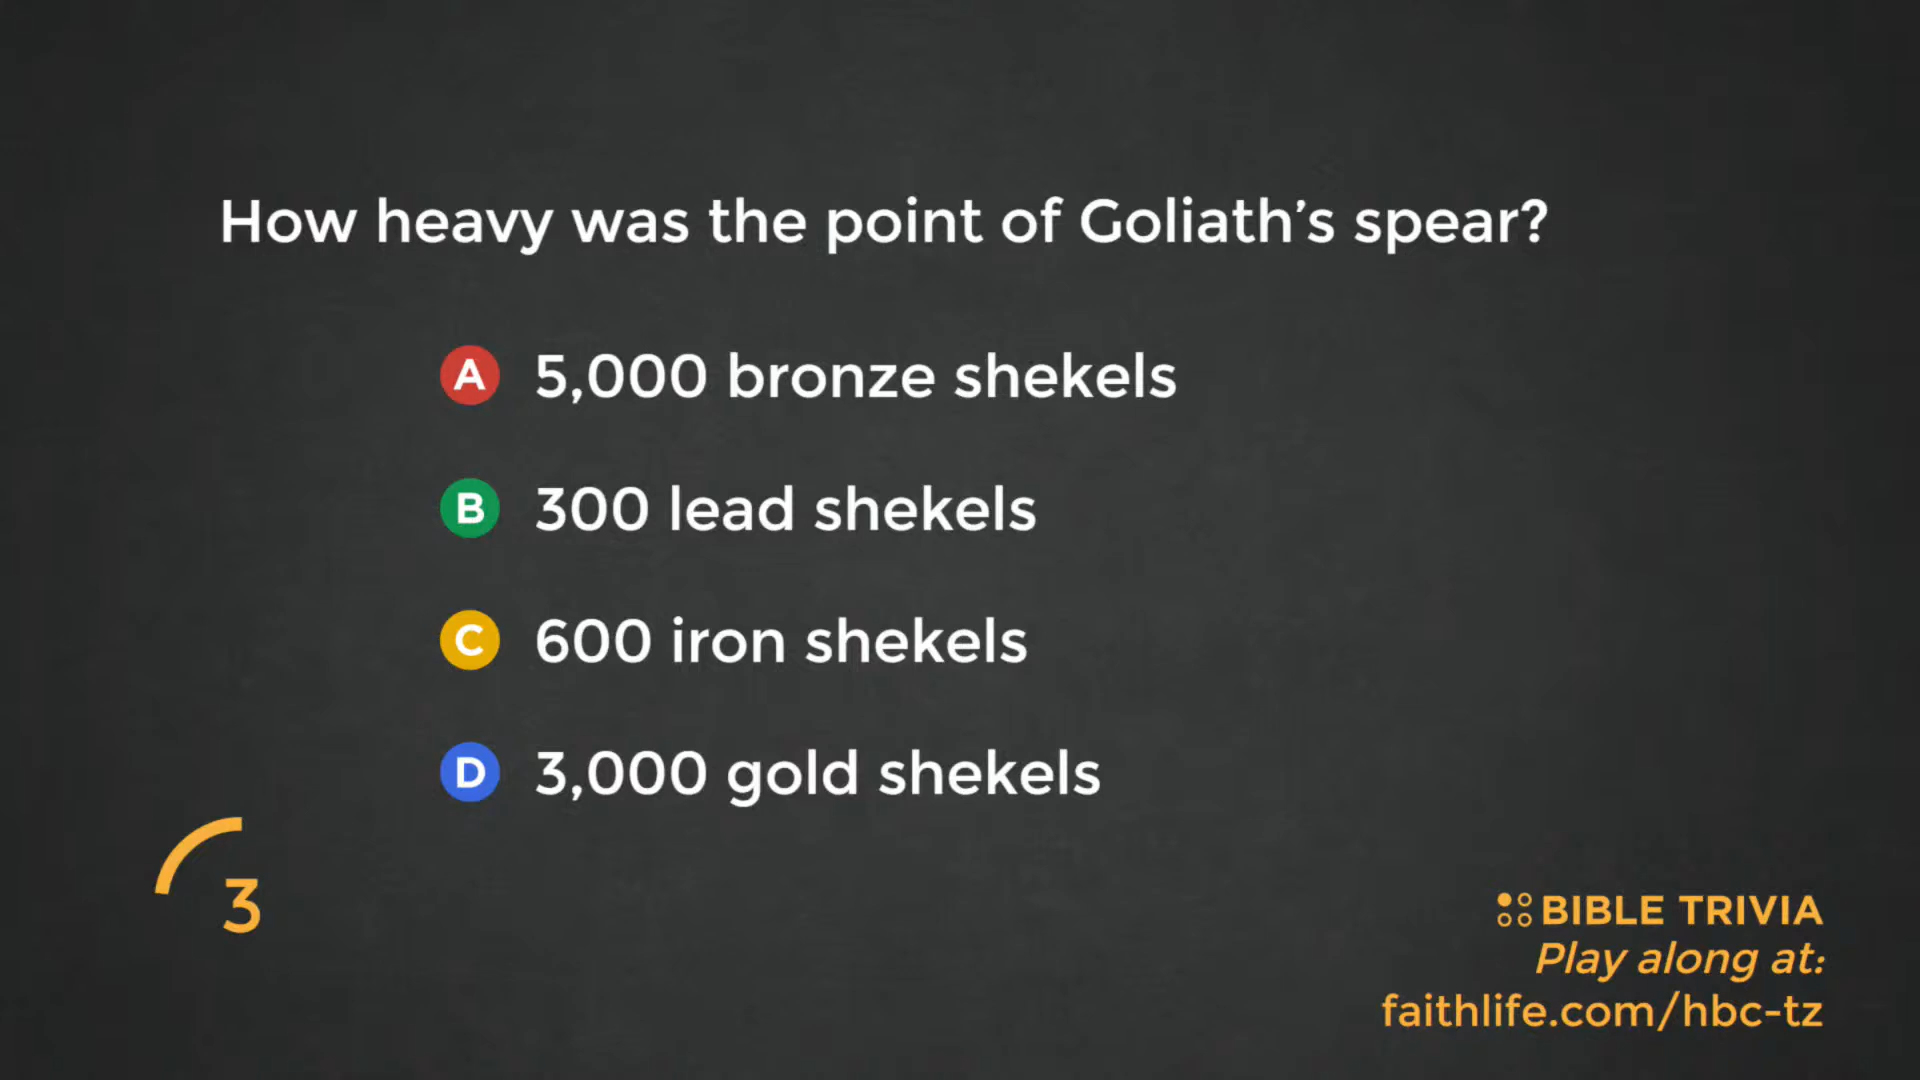 How heavy was the point of Goliath’s spear?
A 5,000 bronze shekels
B 300 lead shekels
C 600 iron shekels
D 3,000 gold shekels
3
BIBLE TRIVIA
Play along at:
faithlife.com/hbc-tz